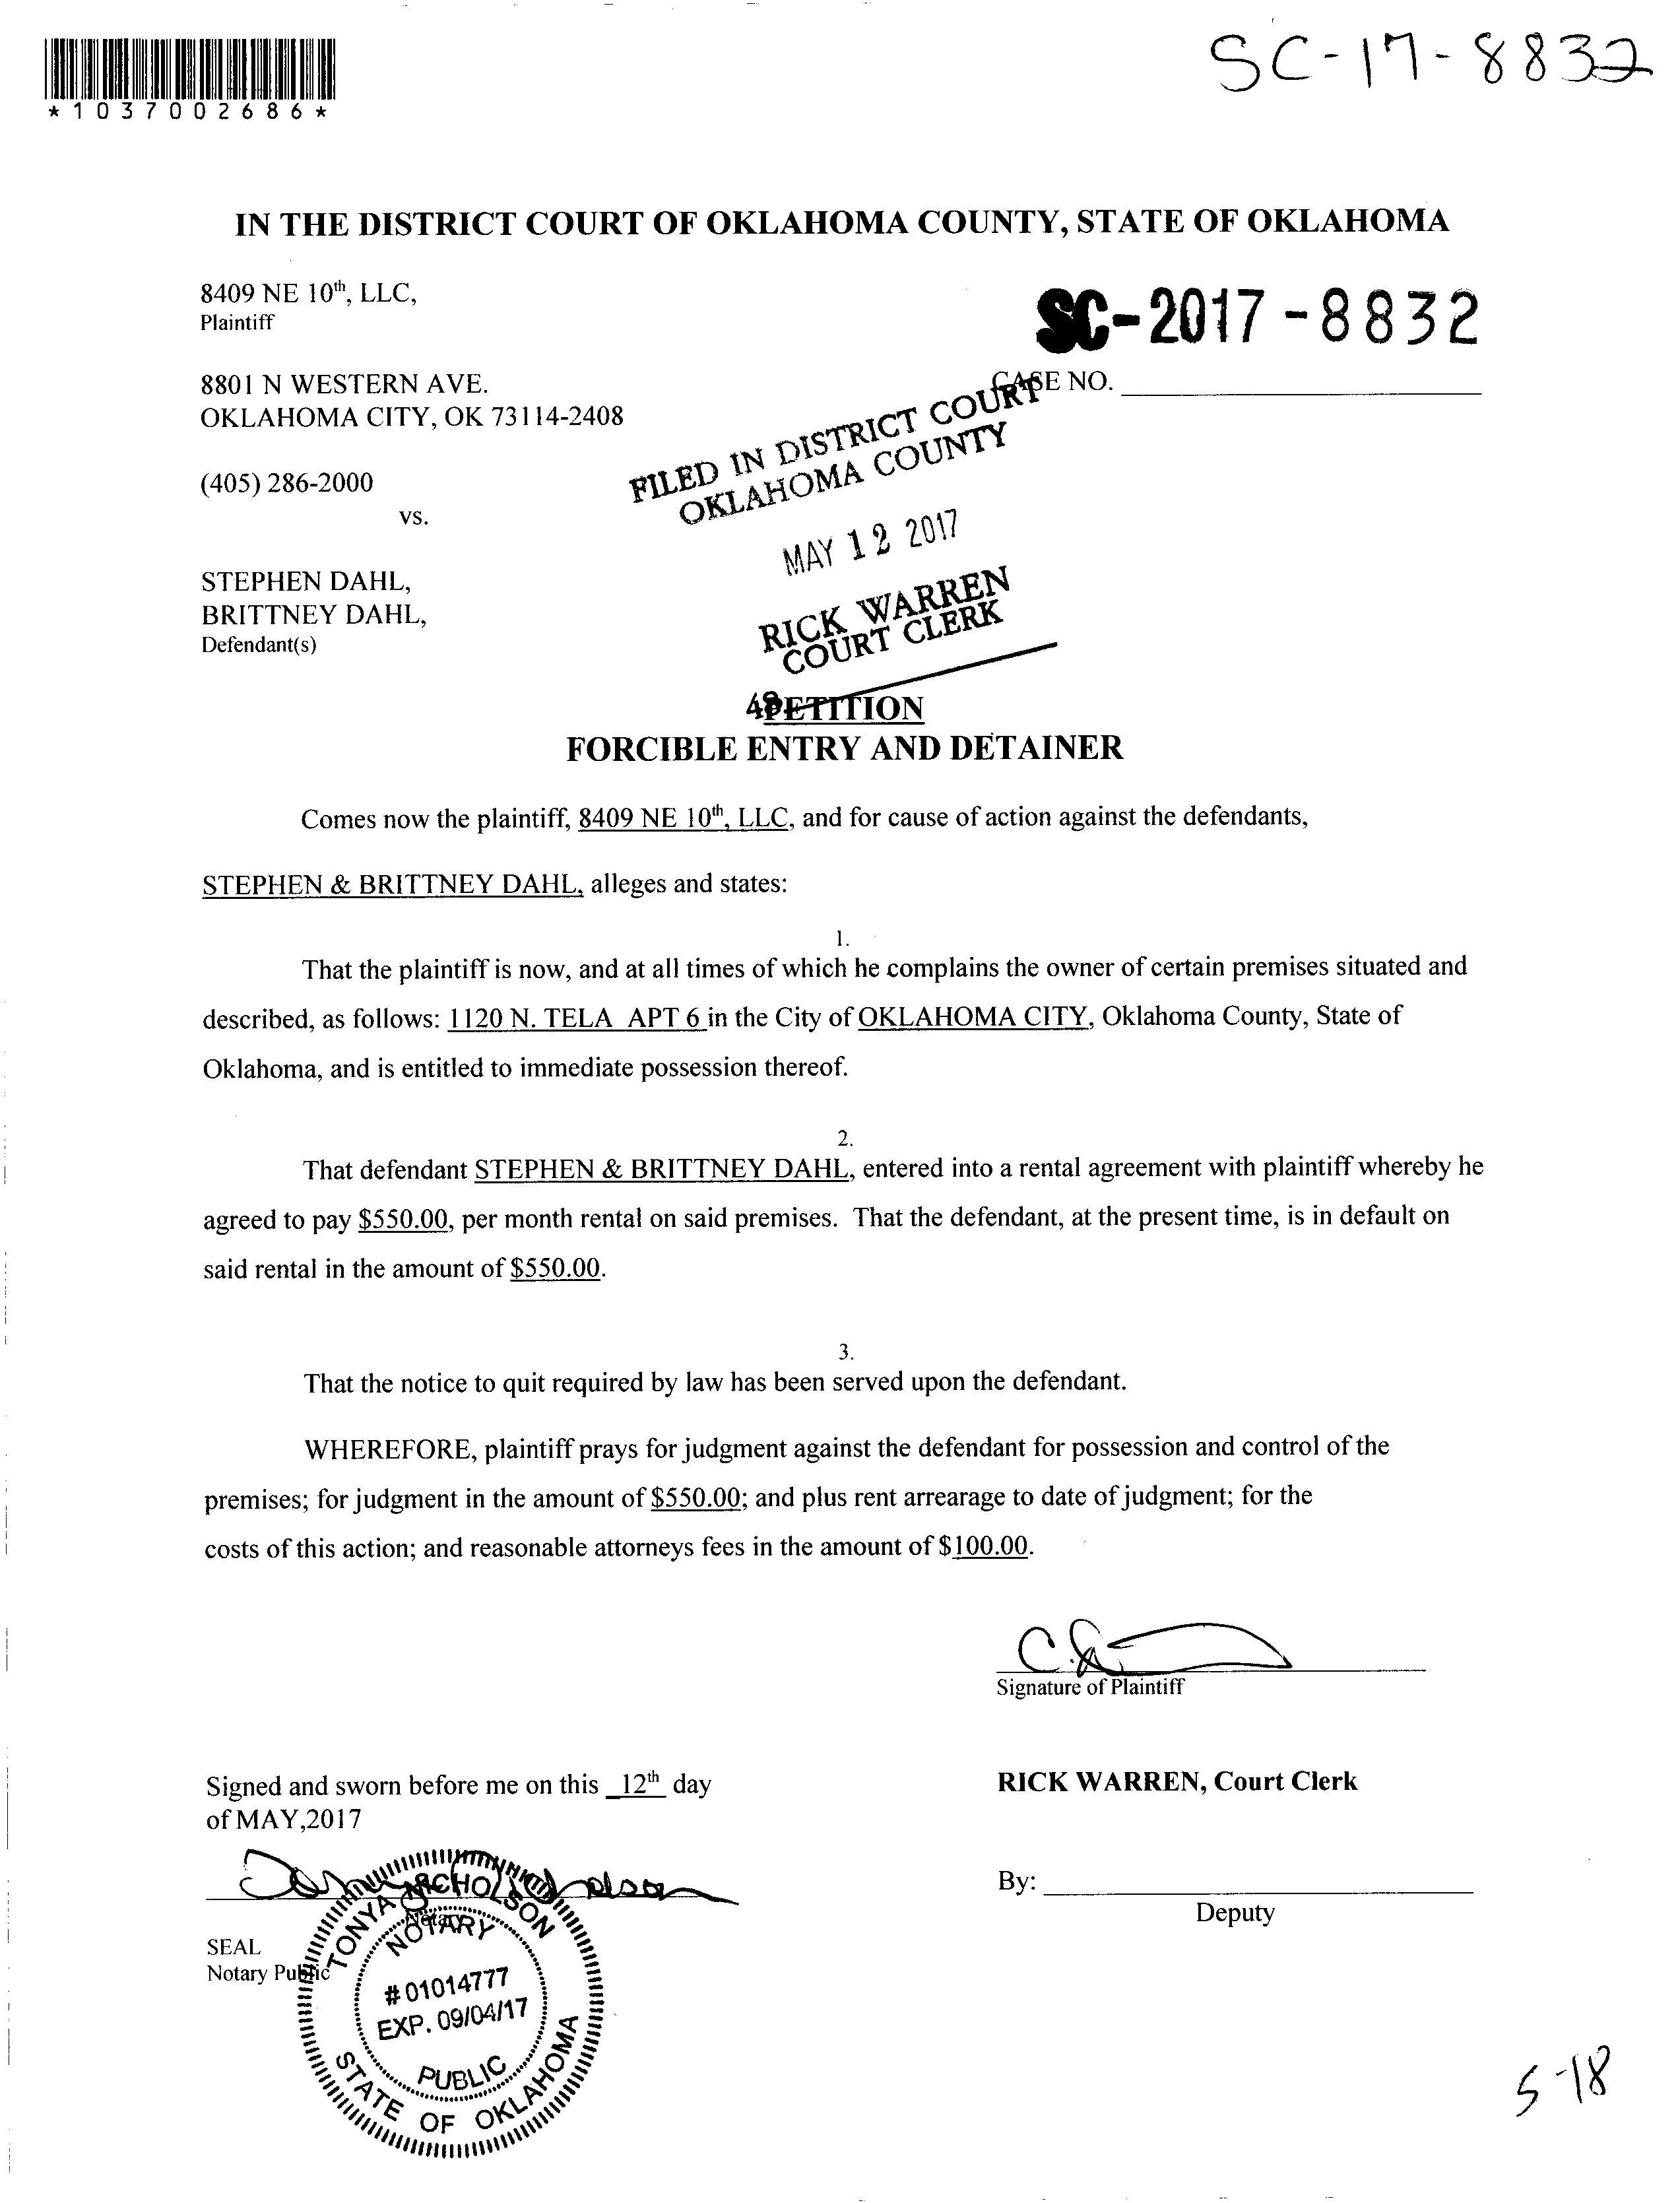 SC-17-8832
*1037002686*
IN THE DISTRICT COURT OF OKLAHOMA COUNTY, STATE OF OKLAHOMA
8409 NE 10th, LLC,
Plaintiff
SC-2017-8832
8801 N WESTERN AVE.
CASE NO.
OKLAHOMA CITY, OK 73114-2408
FILED IN DISTRICT COURT
OKLAHOMA COUNTY
(405) 286-2000
vs.
MAY 12 2017
STEPHEN DAHL,
BRITTNEY DAHL,
Defendant(s)
RICK WARREN
COURT CLERK
48
PETITION
FORCIBLE ENTRY AND DETAINER
Comes now the plaintiff, 8409 NE 10th, LLC, and for cause of action against the defendants,
STEPHEN & BRITTNEY DAHL, alleges and states:
1.
That the plaintiff is now, and at all times of which he complains the owner of certain premises situated and
described, as follows: 1120 N. TELA APT 6 in the City of OKLAHOMA CITY, Oklahoma County, State of
Oklahoma, and is entitled to immediate possession thereof.
2.
That defendant STEPHEN & BRITTNEY DAHL, entered into a rental agreement with plaintiff whereby he
agreed to pay $550.00, per month rental on said premises. That the defendant, at the present time, is in default on
said rental in the amount of $550.00.
3.
That the notice to quit required by law has been served upon the defendant.
WHEREFORE, plaintiff prays for judgment against the defendant for possession and control of the
premises; for judgment in the amount of $550.00; and plus rent arrearage to date of judgment; for the
costs of this action; and reasonable attorneys fees in the amount of $100.00.
Signature of Plaintiff
Signed and sworn before me on this 12th day
of MAY,2017
RICK WARREN, Court Clerk
Tonya Nicholson
By:
Notary
Deputy
SEAL
Notary Public
TONYA NICHOLSON
NOTARY
#01014777
EXP. 09/04/17
PUBLIC
STATE OF OKLAHOMA
5-18